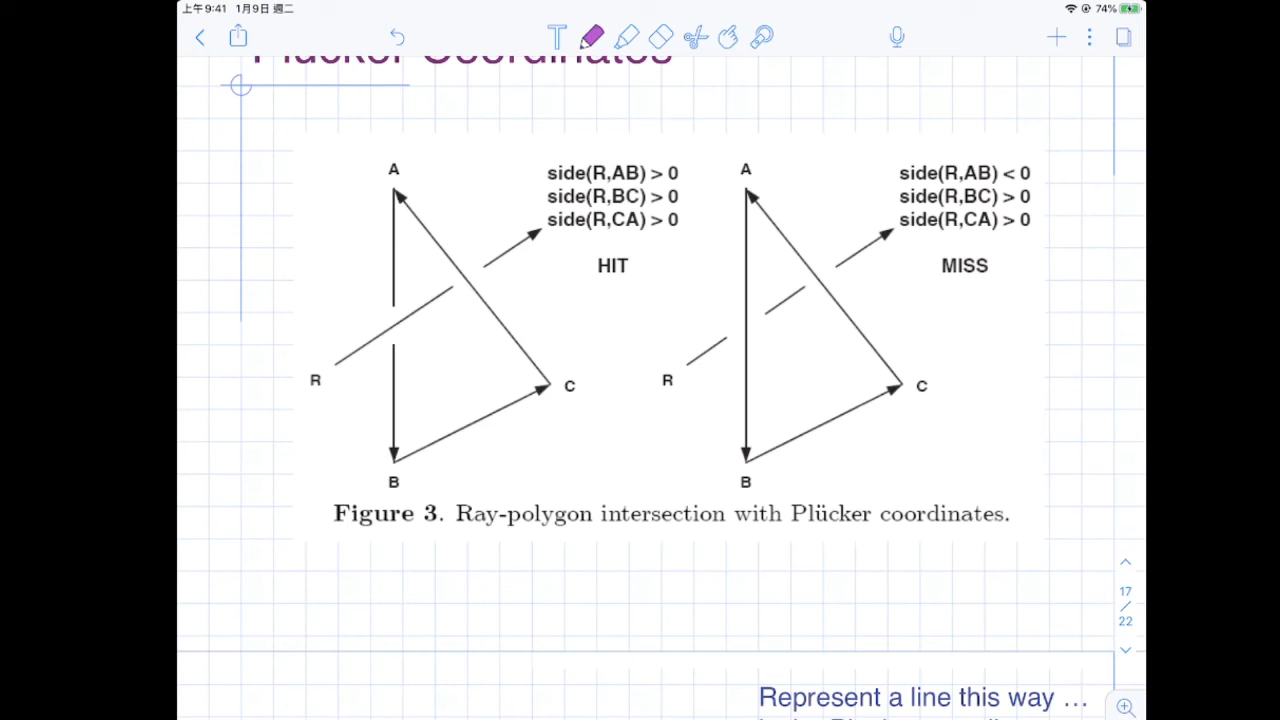 上午9:41 1月9日 週二
74%
Plücker Coordinates
A
side(R,AB) > 0
side(R,BC) > 0
side(R,CA) > 0
HIT
R
C
B
A
side(R,AB) < 0
side(R,BC) > 0
side(R,CA) > 0
MISS
R
C
B
Figure 3. Ray-polygon intersection with Plücker coordinates.
17
/
22
Represent a line this way …